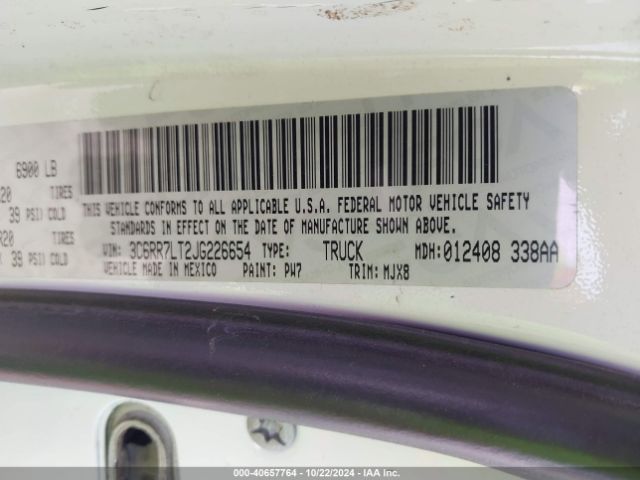 6900 LB
20 TIRES
39 PSI) COLD
R20 TIRES
39 PSI) COLD
THIS VEHICLE CONFORMS TO ALL APPLICABLE U.S.A. FEDERAL MOTOR VEHICLE SAFETY
STANDARDS IN EFFECT ON THE DATE OF MANUFACTURE SHOWN ABOVE.
VIN: 3C6RR7LT2JG226654 TYPE: TRUCK MDH:012408 338AA
VEHICLE MADE IN MEXICO PAINT: PW7 TRIM: MJX8
000-40657764 - 10/22/2024 - IAA Inc.